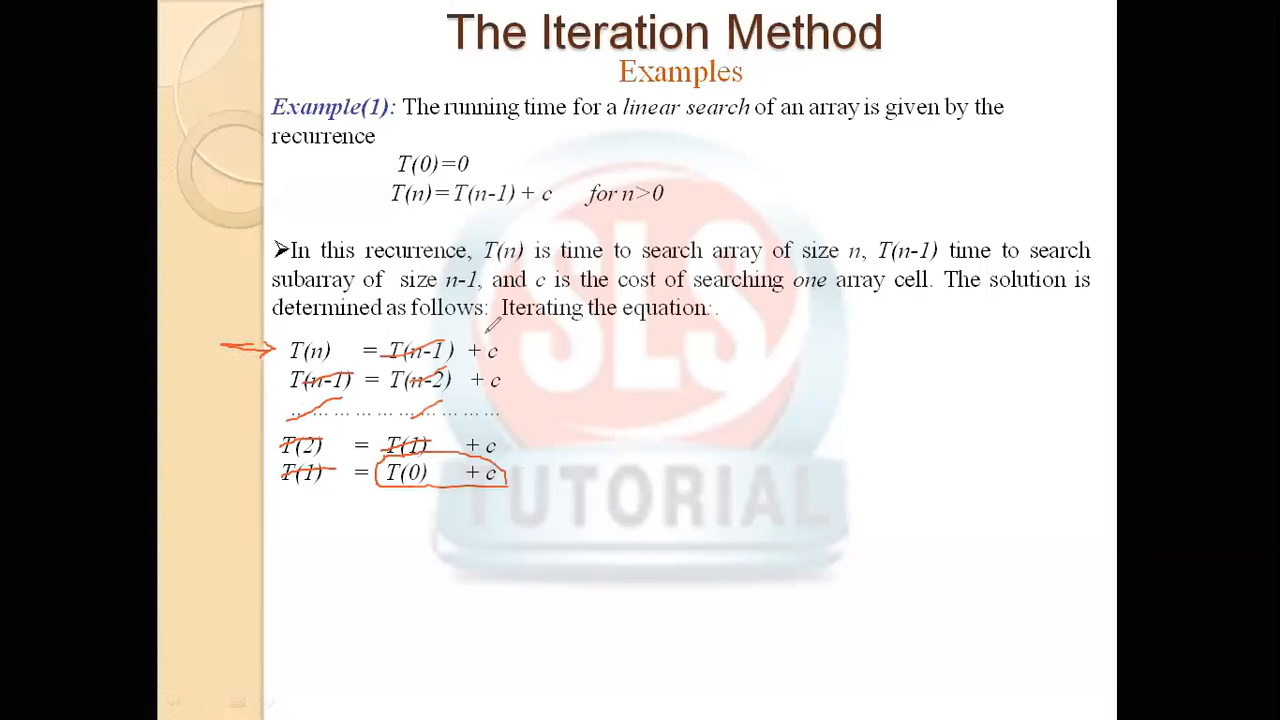 The Iteration Method
Examples
Example(1): The running time for a linear search of an array is given by the
recurrence
T(0)=0
T(n)=T(n-1) + c for n>0
➢In this recurrence, T(n) is time to search array of size n, T(n-1) time to search
subarray of size n-1, and c is the cost of searching one array cell. The solution is
determined as follows: Iterating the equation:.
T(n) = T(n-1) + c
T(n-1) = T(n-2) + c
... ... ... ... ... ... ... ... ... ...
T(2) = T(1) + c
T(1) = T(0) + c
SLS
TUTORIAL